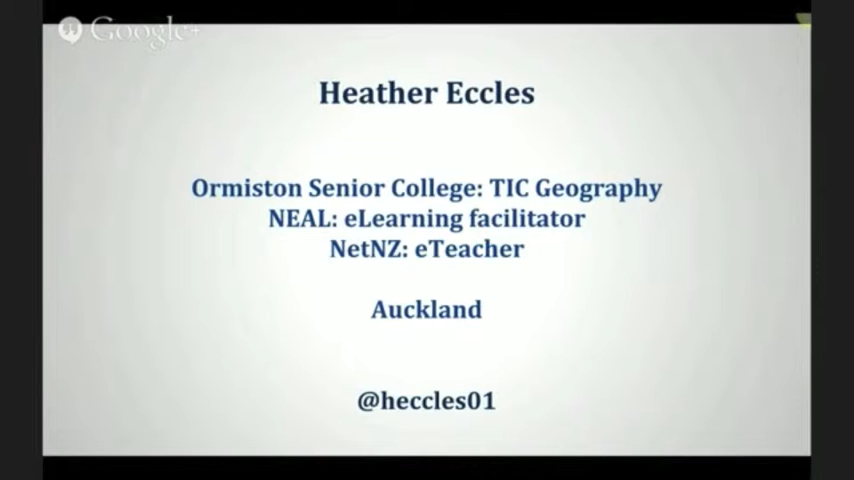 Google+
Heather Eccles
Ormiston Senior College: TIC Geography
NEAL: eLearning facilitator
NetNZ: eTeacher
Auckland
@heccles01